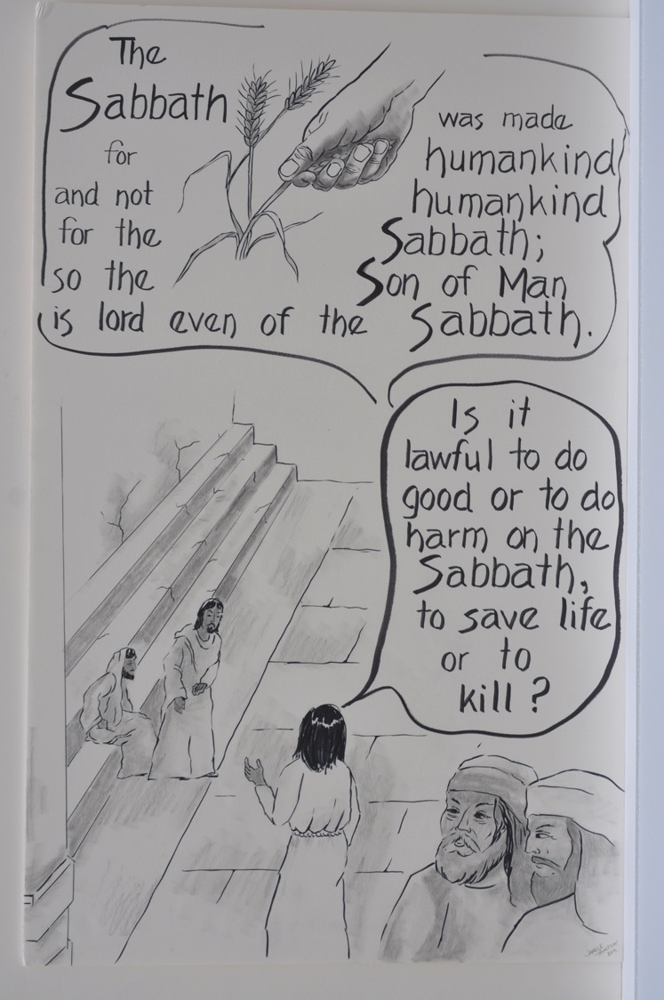 The
Sabbath was made
for humankind
and not humankind
for the Sabbath;
so the Son of Man
is lord even of the Sabbath.
Is it
lawful to do
good or to do
harm on the
Sabbath,
to save life
or to
kill?